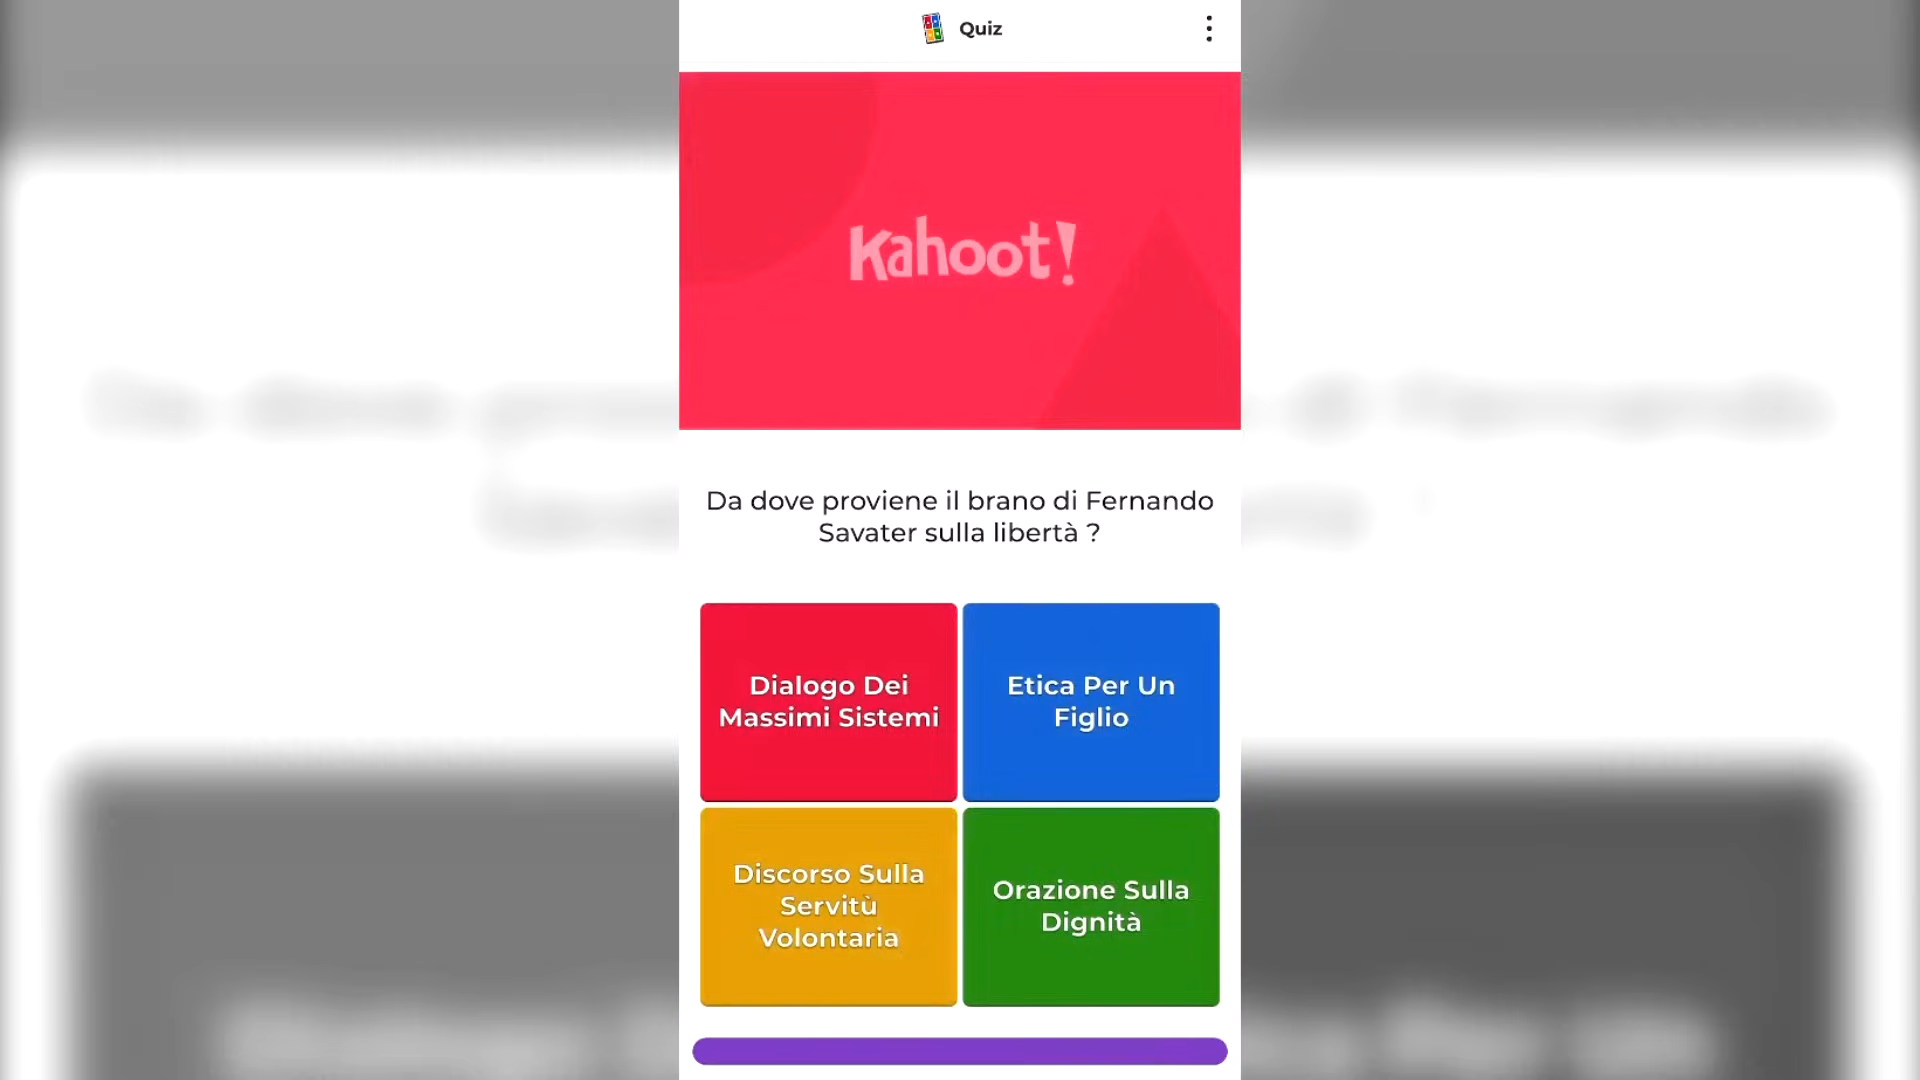 Quiz
Kahoot!
Da dove proviene il brano di Fernando
Savater sulla libertà ?
Dialogo Dei
Massimi Sistemi
Etica Per Un
Figlio
Discorso Sulla
Servitù
Volontaria
Orazione Sulla
Dignità